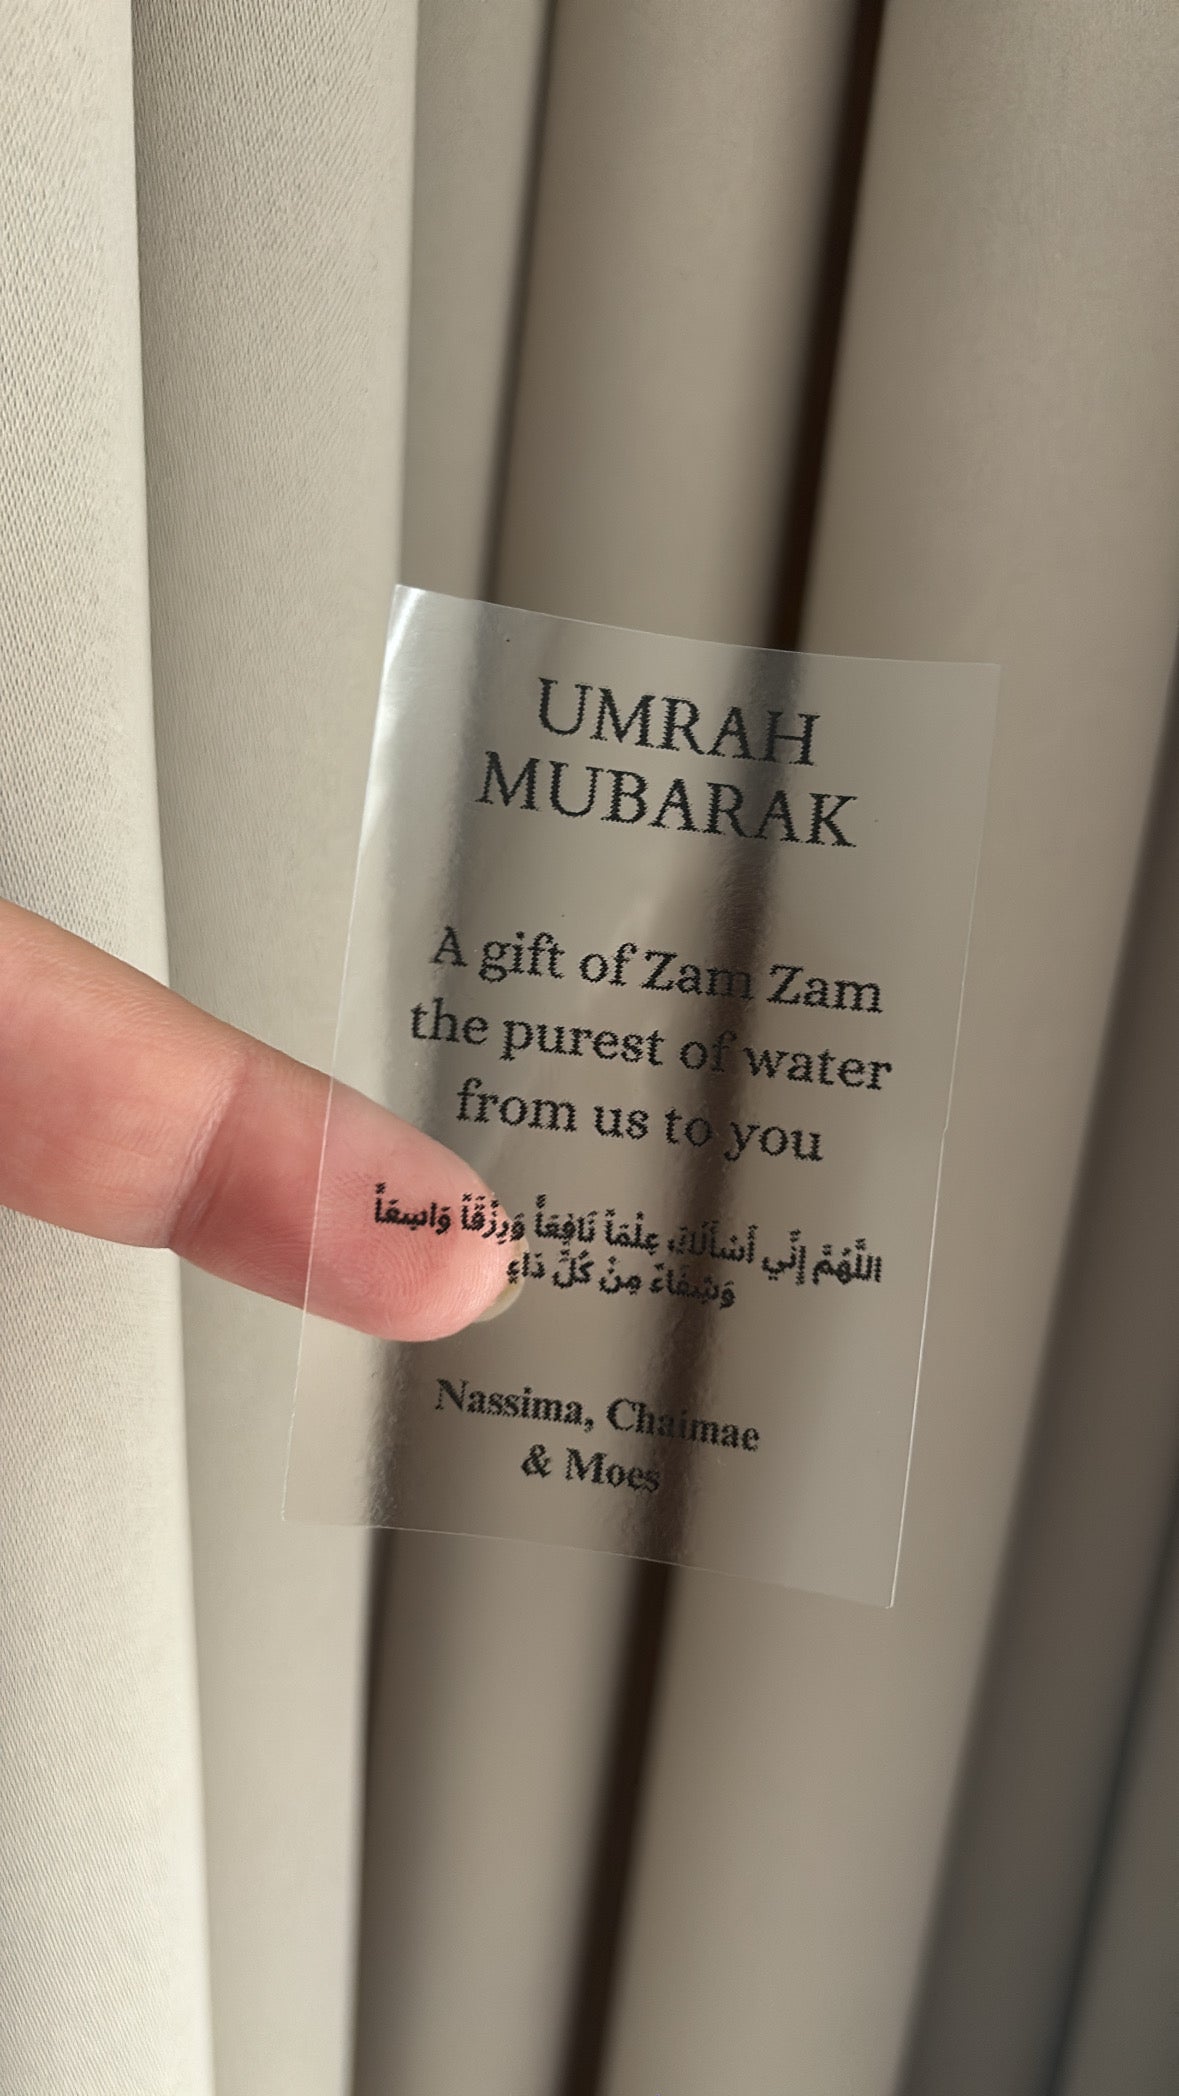 UMRAH
MUBARAK
A gift of Zam Zam
the purest of water
from us to you
اللَّهُمَّ إِنَّي أَسْأَلُكَ عِلْمَاً نَافِعَاً وَرِزْقَاً وَاسِعَاً
وَشِفَاءً مِنْ كُلَّ دَاءٍ
Nassima, Chaimae
& Moes